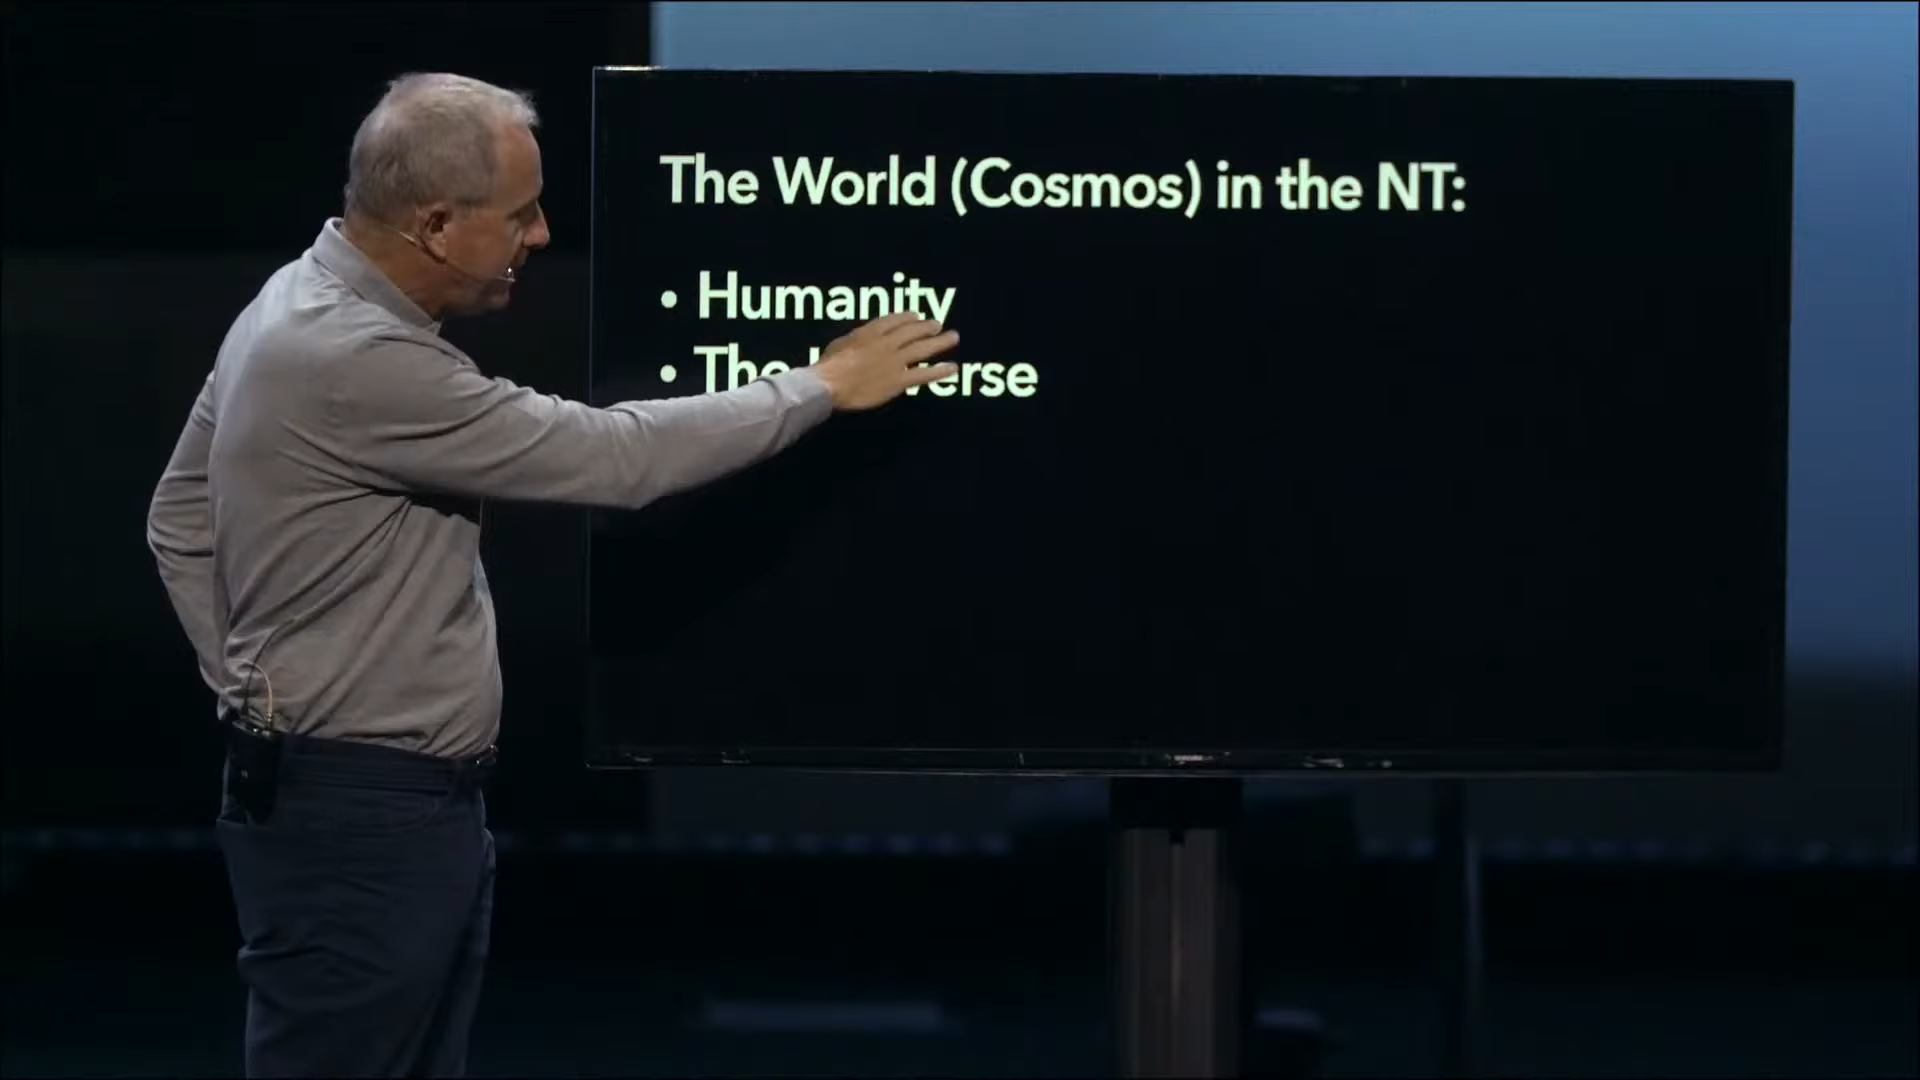 The World (Cosmos) in the NT:
• Humanity
• The